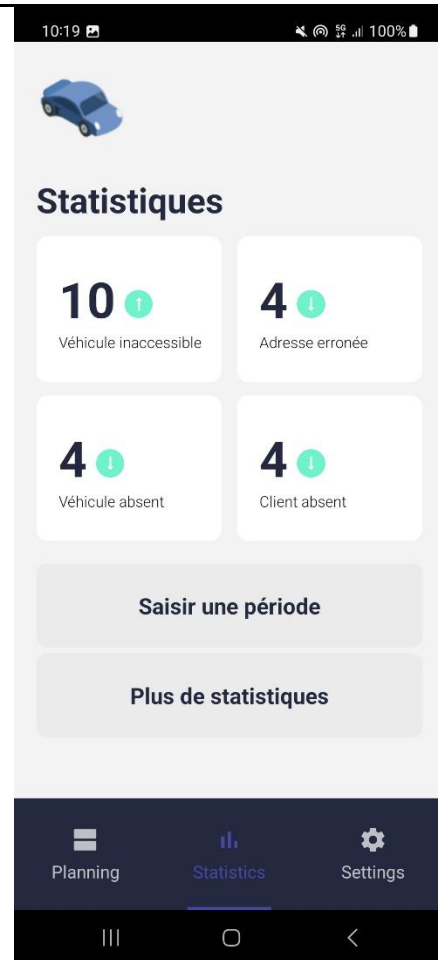 10:19 5G 100%
Statistiques
10
Véhicule inaccessible
4
Adresse erronée
4
Véhicule absent
4
Client absent
Saisir une période
Plus de statistiques
Planning Statistics Settings